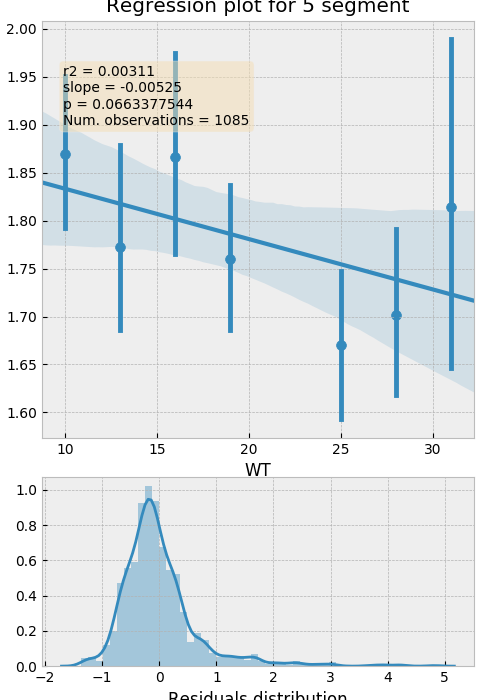 Regression plot for 5 segment
2.00
1.95
1.90
1.85
1.80
1.75
1.70
1.65
1.60
r2 = 0.00311
slope = -0.00525
p = 0.0663377544
Num. observations = 1085
10 15 20 25 30
WT
1.0
0.8
0.6
0.4
0.2
0.0
−2 −1 0 1 2 3 4 5
Residuals distribution